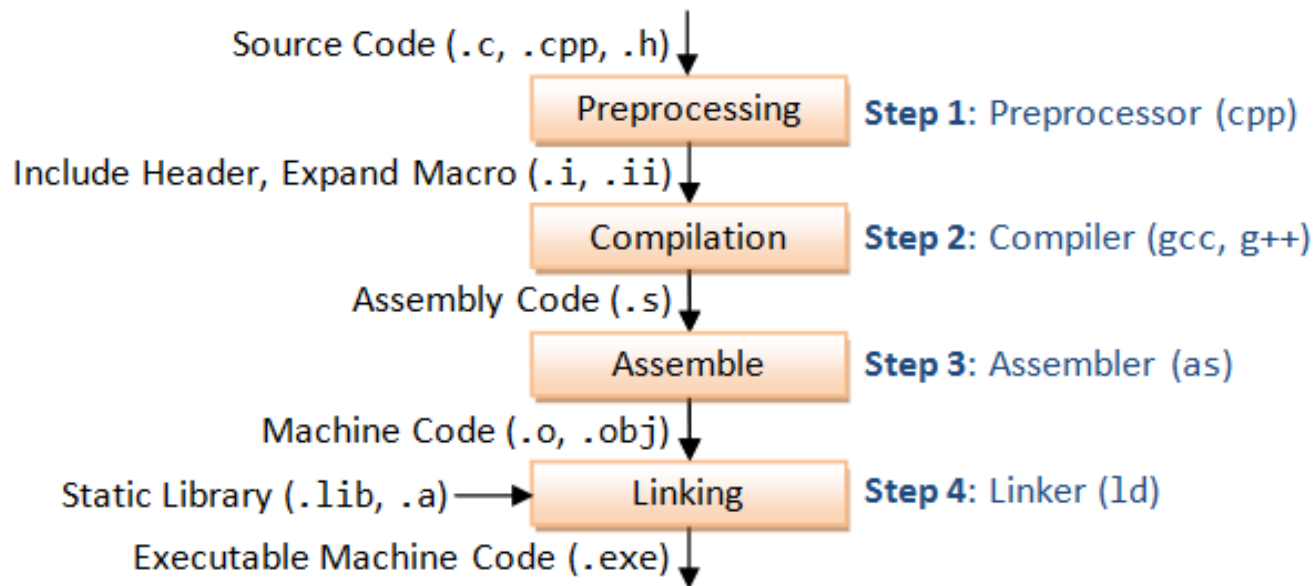 Source Code (.c, .cpp, .h)
Preprocessing
Step 1: Preprocessor (cpp)
Include Header, Expand Macro (.i, .ii)
Compilation
Step 2: Compiler (gcc, g++)
Assembly Code (.s)
Assemble
Step 3: Assembler (as)
Machine Code (.o, .obj)
Static Library (.lib, .a)
Linking
Step 4: Linker (ld)
Executable Machine Code (.exe)